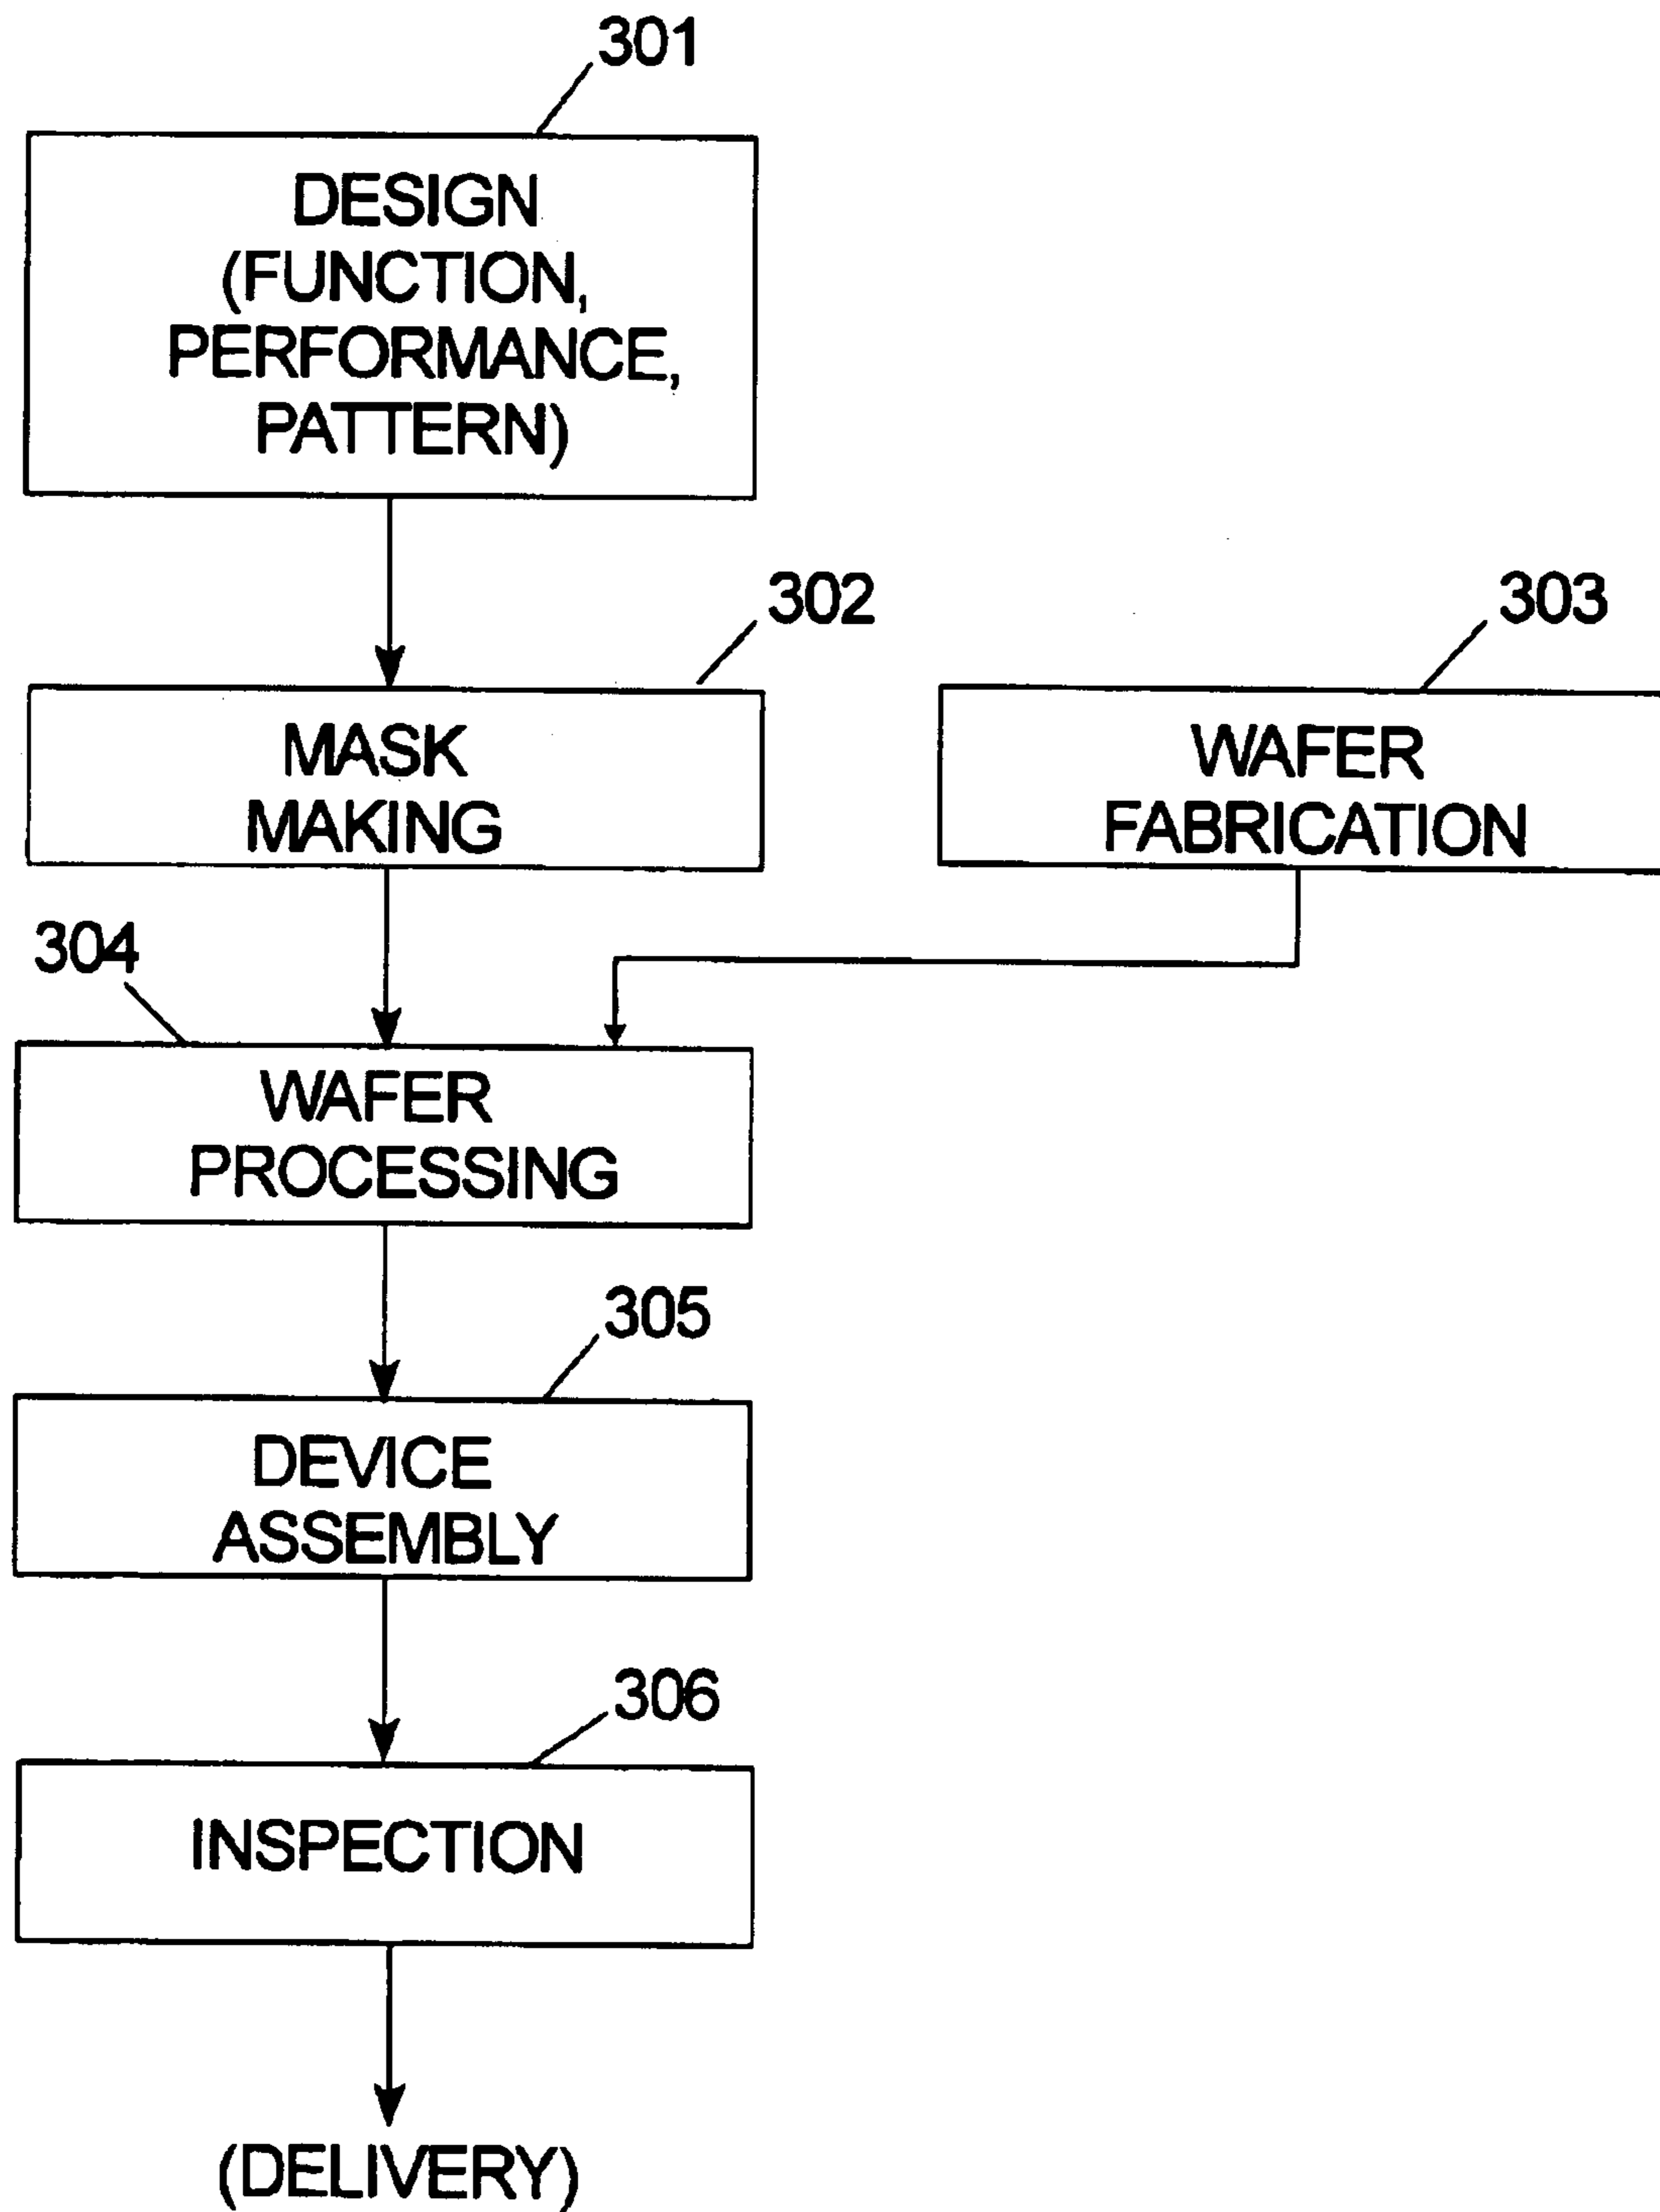 301
DESIGN
(FUNCTION,
PERFORMANCE,
PATTERN)
302
303
MASK
MAKING
WAFER
FABRICATION
304
WAFER
PROCESSING
305
DEVICE
ASSEMBLY
306
INSPECTION
(DELIVERY)